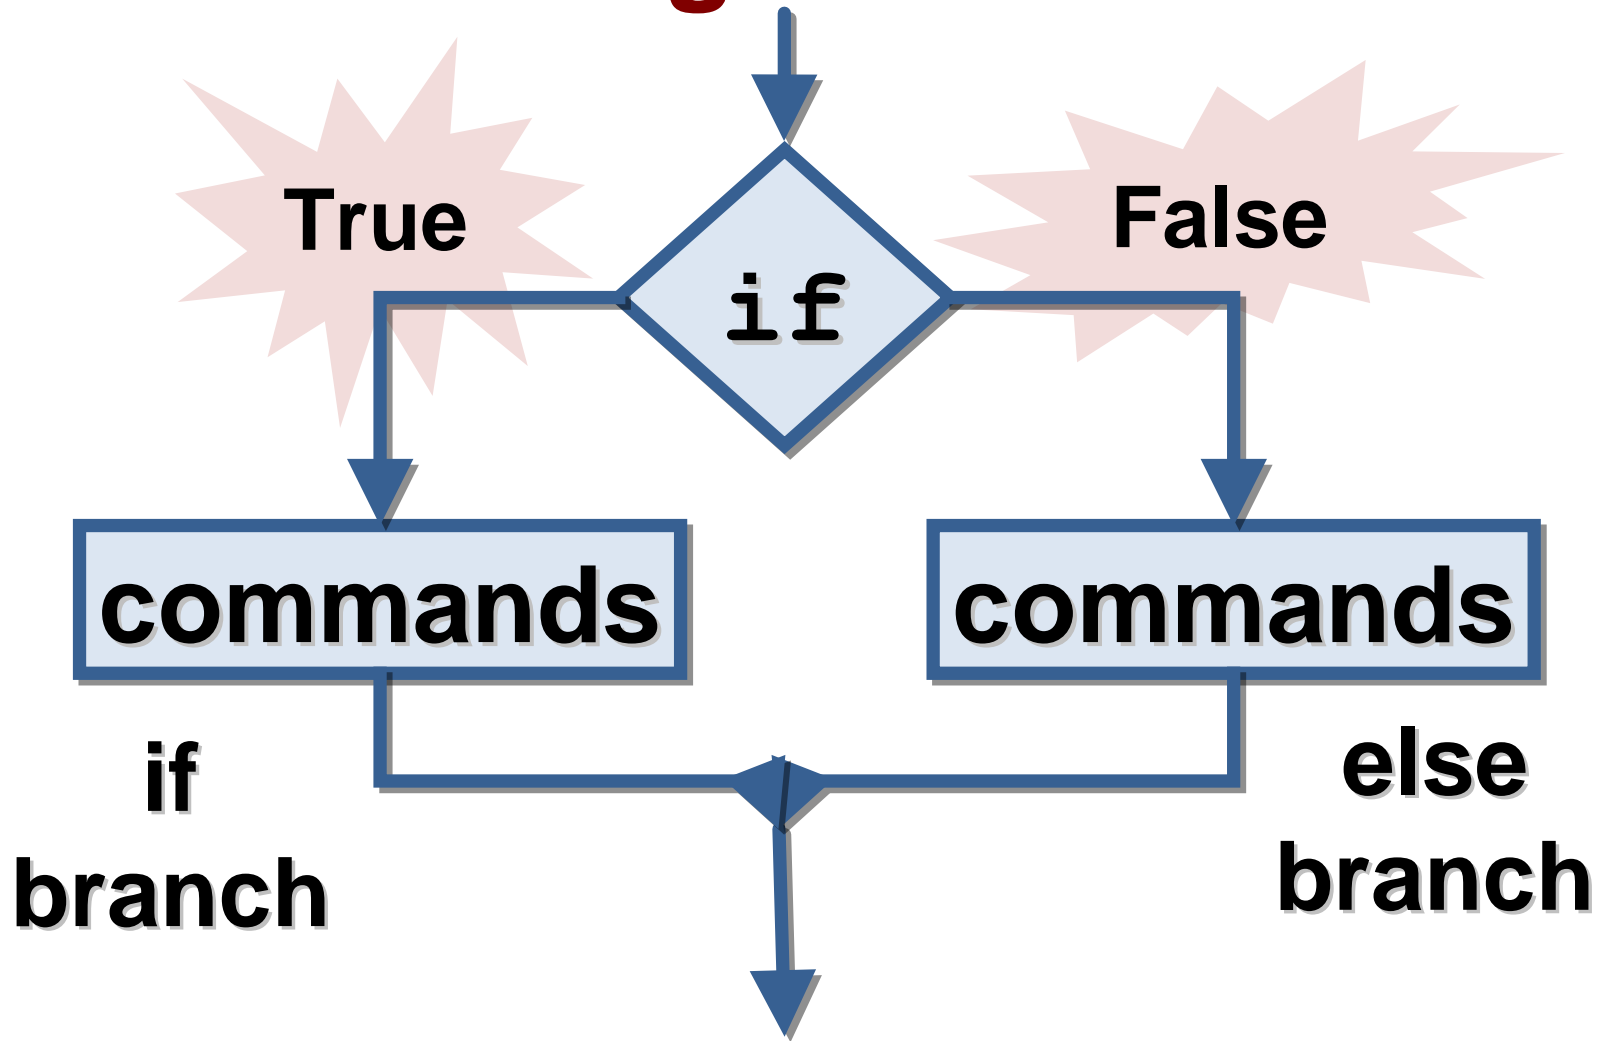 True
False
if
commands
commands
if
branch
else
branch